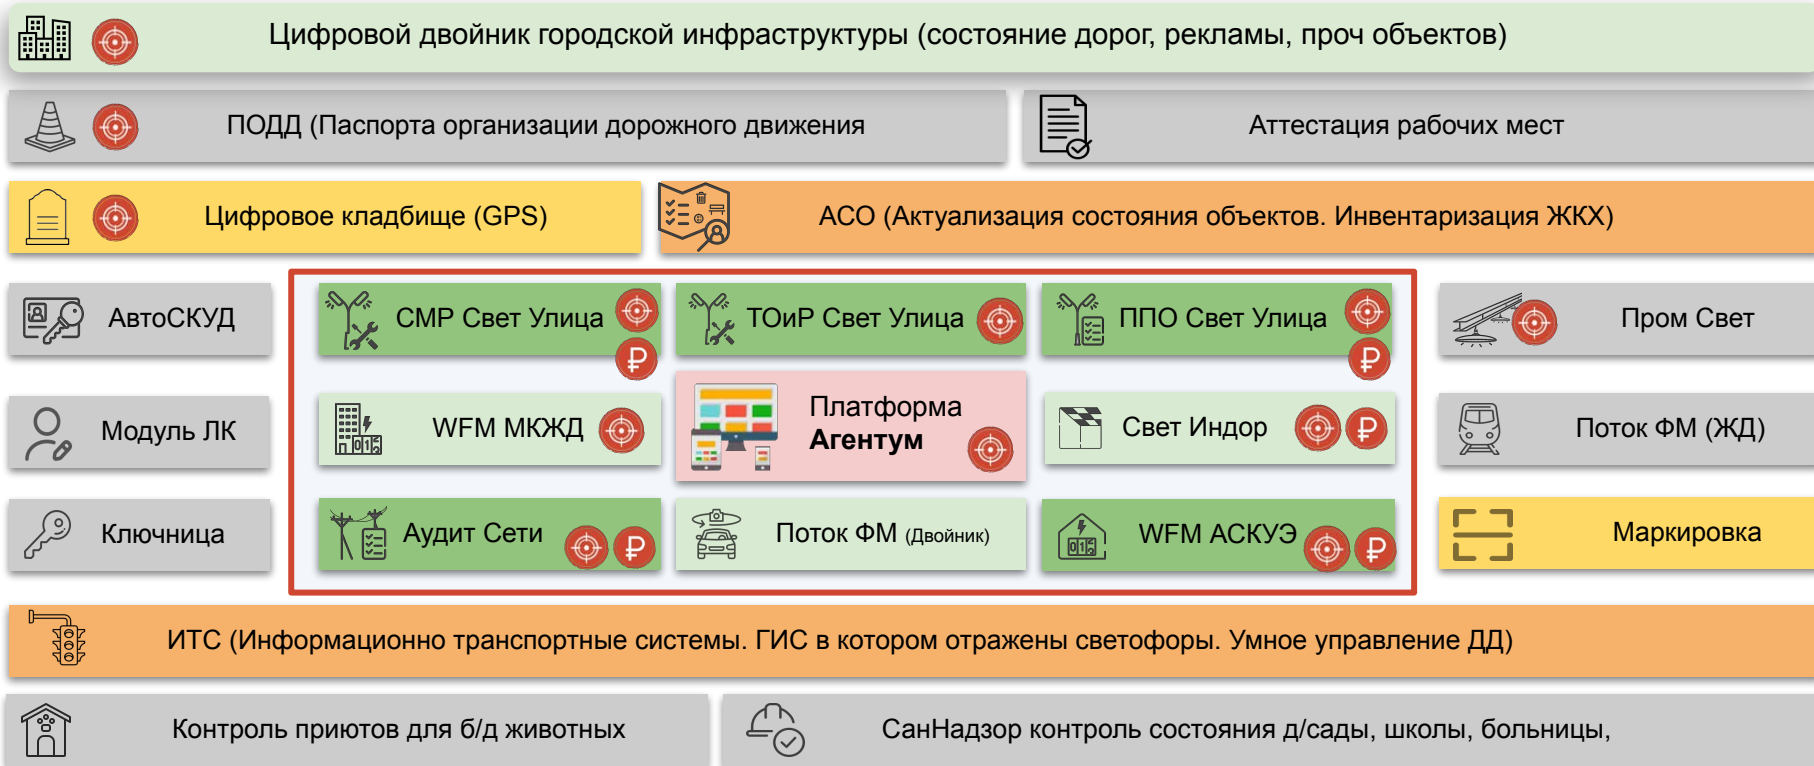 Цифровой двойник городской инфраструктуры (состояние дорог, рекламы, проч объектов)
ПОДД (Паспорта организации дорожного движения
Аттестация рабочих мест
Цифровое кладбище (GPS)
АСО (Актуализация состояния объектов. Инвентаризация ЖКХ)
АвтоСКУД
СМР Свет Улица
₽
ТОиР Свет Улица
ППО Свет Улица
₽
Пром Свет
Модуль ЛК
WFM МКЖД
Платформа
Агентум
Свет Индор
₽
Поток ФМ (ЖД)
Ключница
Аудит Сети
₽
Поток ФМ (Двойник)
WFM АСКУЭ
₽
Маркировка
ИТС (Информационно транспортные системы. ГИС в котором отражены светофоры. Умное управление ДД)
Контроль приютов для б/д животных
СанНадзор контроль состояния д/сады, школы, больницы,